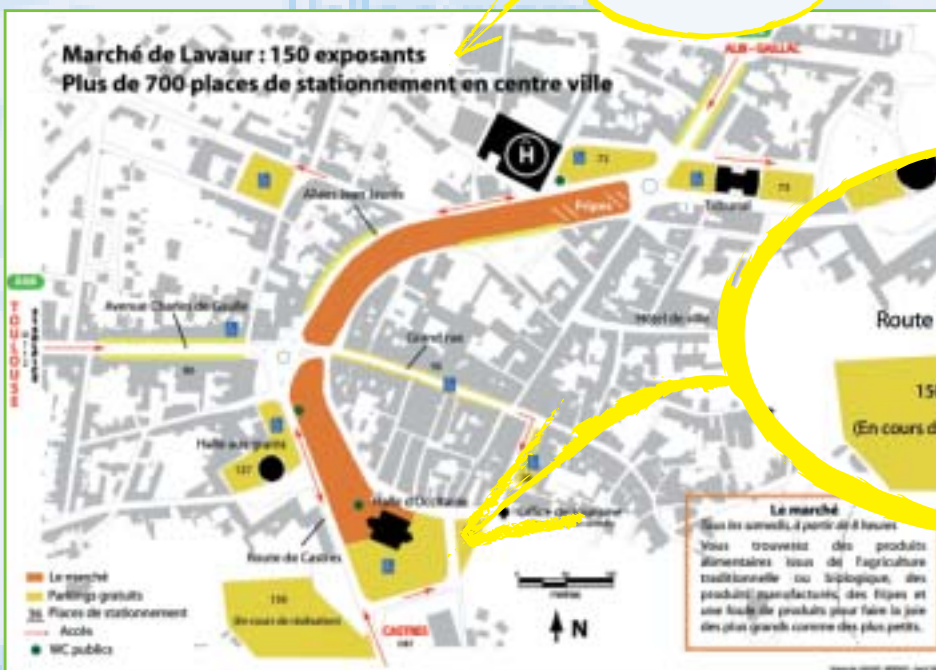 Marché de Lavaur : 150 exposants
Plus de 700 places de stationnement en centre ville
ALBI - GAILLAC
H
73
Tribunal
73
Allées Jean Jaurès
Fripes
TOULOUSE
Avenue Charles de Gaulle
Hôtel de ville
Grand rue
Route
Halle aux grains
127
Halle d'Occitanie
Office de tourisme
Route de Castres
150
(En cours de réalisation)
CASTRES
mètres
N
(En cours d
Le marché
Places de stationnement
Parkings gratuits
Accès
WC publics
Le marché
Tous les samedis, à partir de 8 heures
Vous trouverez des produits
alimentaires issus de l'agriculture
traditionnelle ou biologique, des
produits manufacturés, des fripes et
une foule de produits pour faire la joie
des plus grands comme des plus petits.